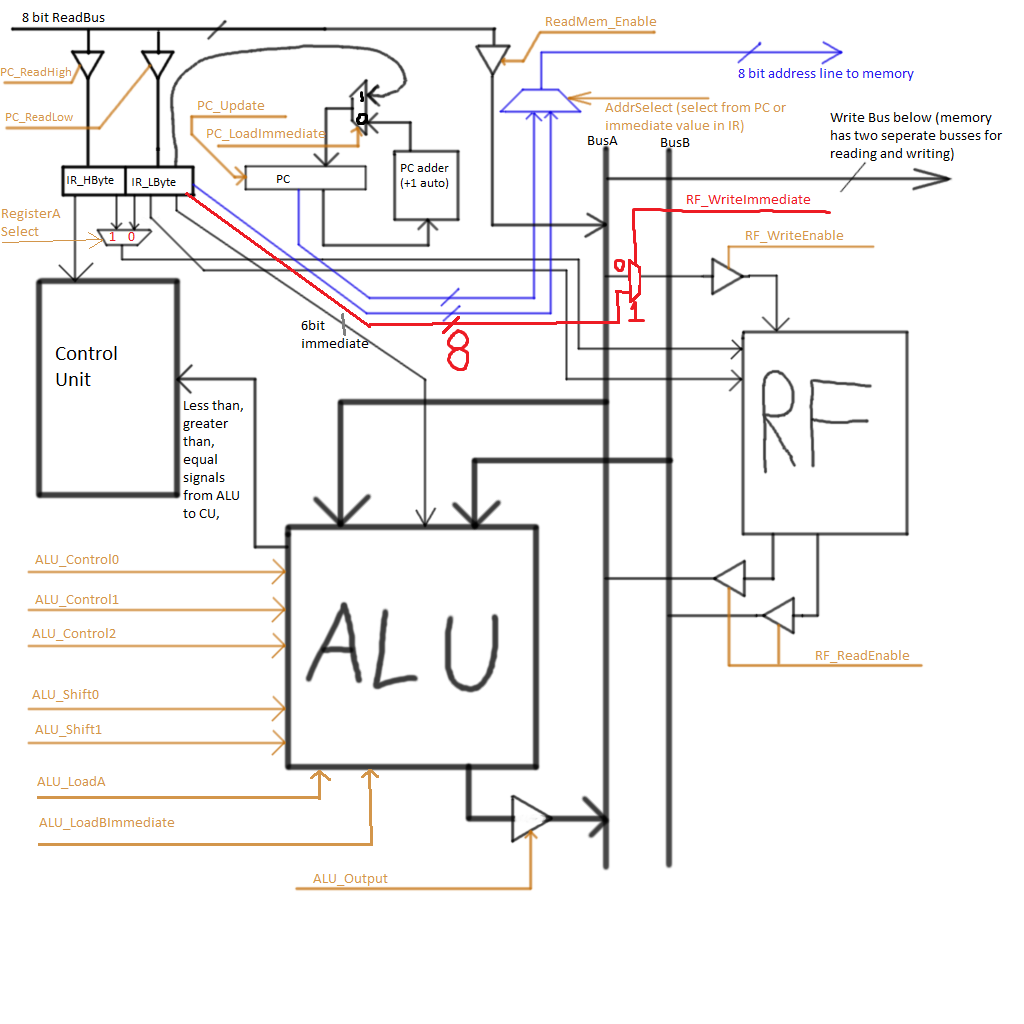 8 bit ReadBus
ReadMem_Enable
PC_ReadHigh
8 bit address line to memory
PC_Update
AddrSelect (select from PC or
immediate value in IR)
PC_ReadLow
PC_LoadImmediate
1
0
Write Bus below (memory
has two seperate busses for
reading and writing)
BusA
BusB
PC adder
(+1 auto)
IR_HByte
IR_LByte
PC
RF_WriteImmediate
RegisterA
Select
1 0
RF_WriteEnable
0
1
6bit
immediate
8
Control
Unit
RF
Less than,
greater
than,
equal
signals
from ALU
to CU,
ALU_Control0
ALU_Control1
ALU_Control2
ALU
RF_ReadEnable
ALU_Shift0
ALU_Shift1
ALU_LoadA
ALU_LoadBImmediate
ALU_Output